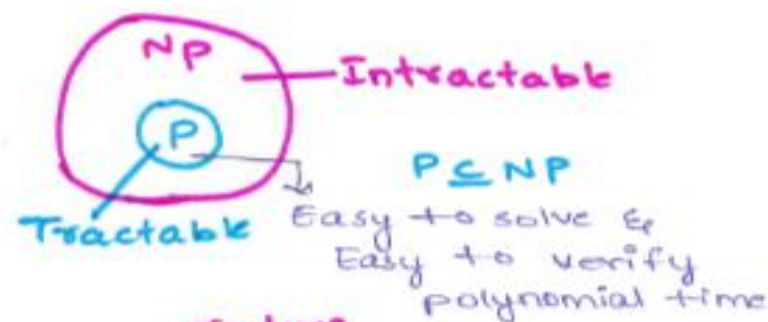 NP
Intractable
P
P ⊆ NP
Tractable
Easy to solve &
Easy to verify
polynomial time